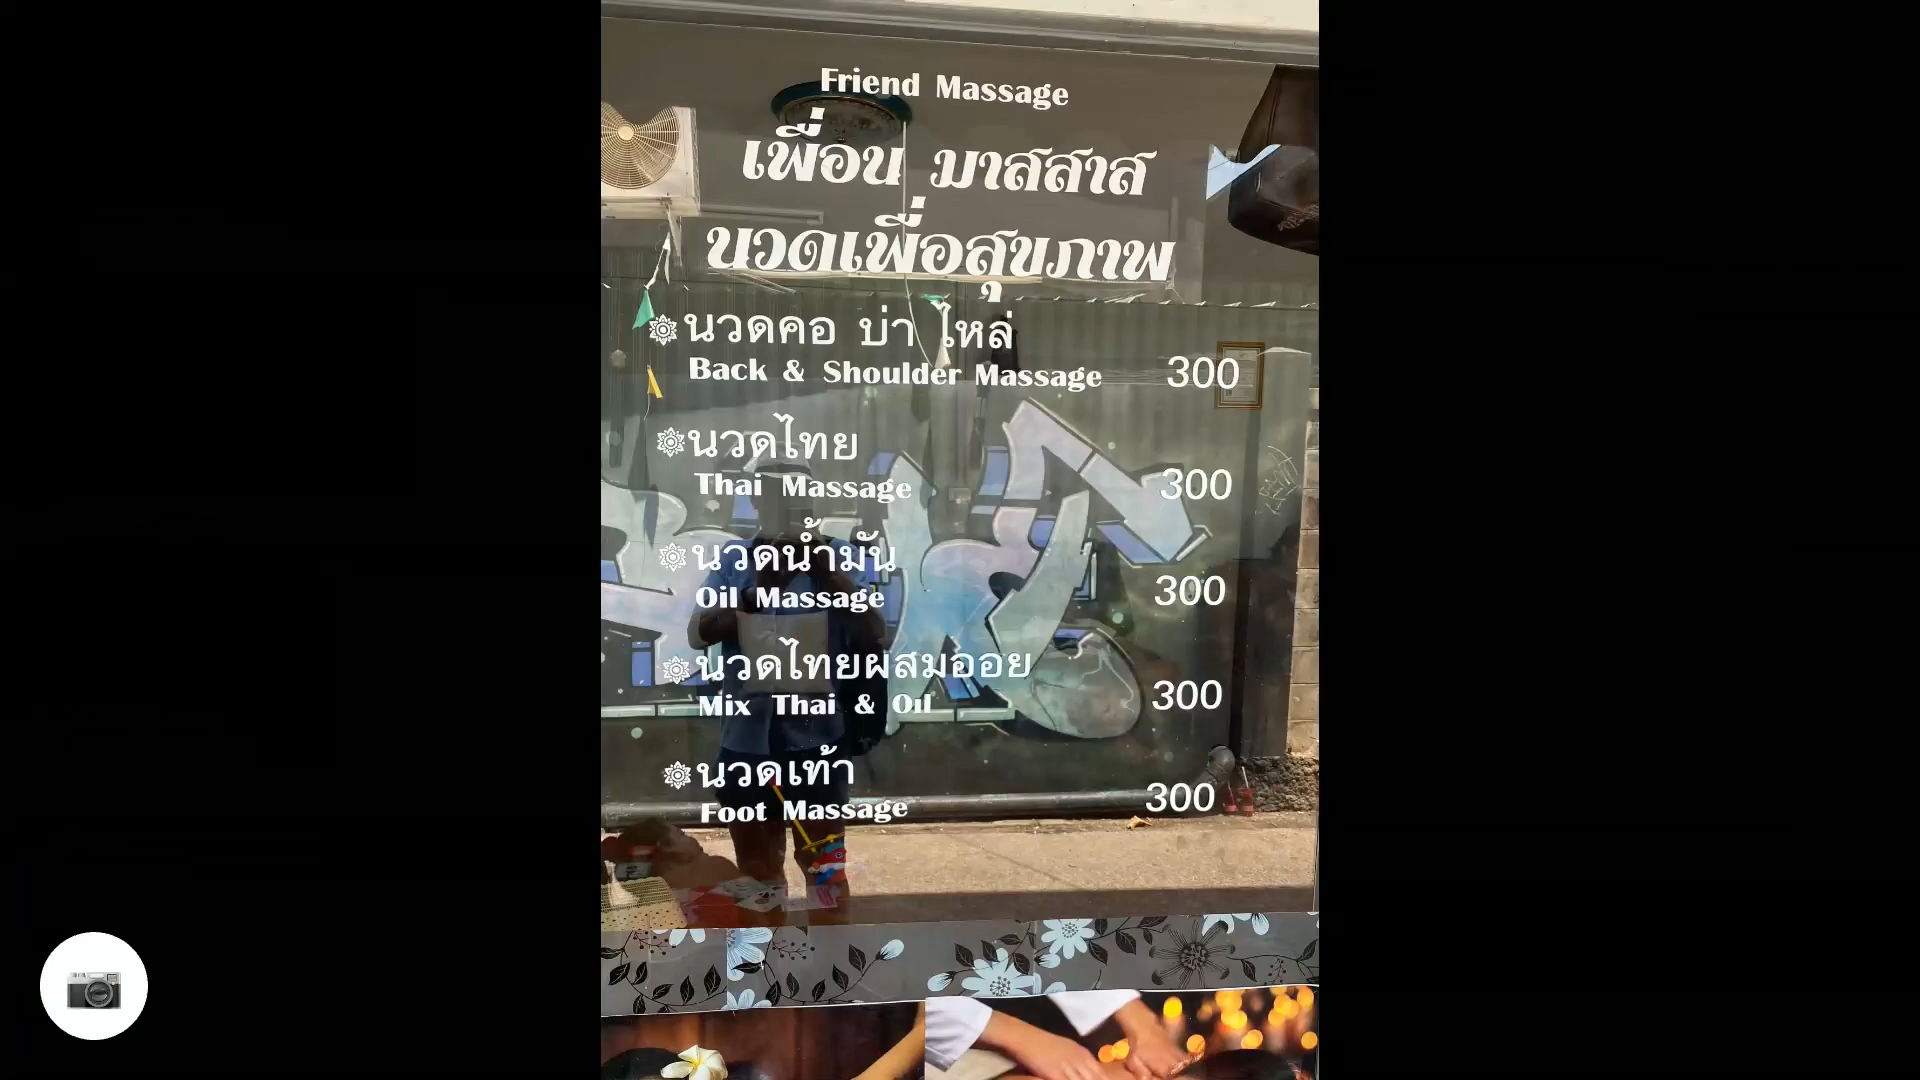 Friend Massage
เพื่อน มาสสาส
นวดเพื่อสุขภาพ
นวดคอ บ่า ไหล่
Back & Shoulder Massage 300
นวดไทย
Thai Massage 300
นวดน้ำมัน
Oil Massage 300
นวดไทยผสมออย
Mix Thai & Oil 300
นวดเท้า
Foot Massage 300